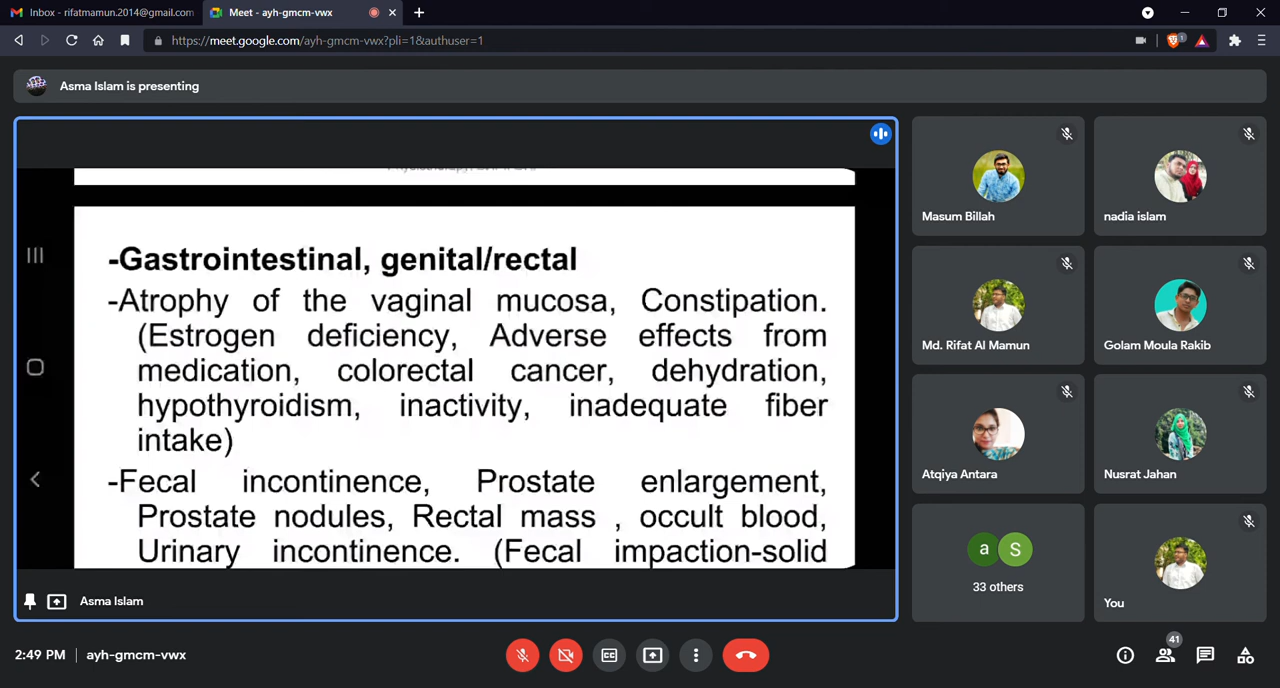 Inbox - rifatmamun.2014@gmail.com
Meet - ayh-gmcm-vwx
https://meet.google.com/ayh-gmcm-vwx?pli=1&authuser=1
1
Asma Islam is presenting
-Gastrointestinal, genital/rectal
-Atrophy of the vaginal mucosa, Constipation.
(Estrogen deficiency, Adverse effects from
medication, colorectal cancer, dehydration,
hypothyroidism, inactivity, inadequate fiber
intake)
-Fecal incontinence, Prostate enlargement,
Prostate nodules, Rectal mass , occult blood,
Urinary incontinence. (Fecal impaction-solid
Asma Islam
Masum Billah
nadia islam
Md. Rifat Al Mamun
Golam Moula Rakib
Atqiya Antara
Nusrat Jahan
a S
33 others
You
2:49 PM | ayh-gmcm-vwx
CC
41